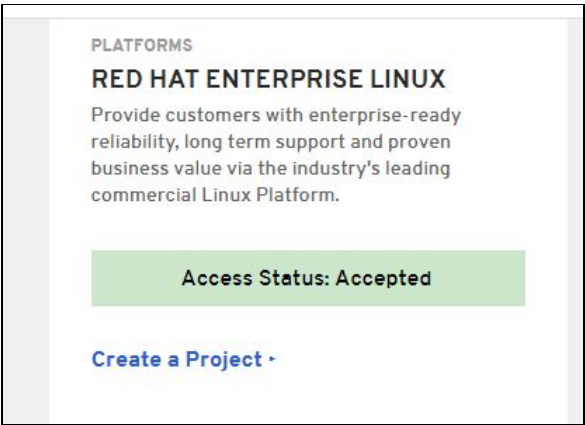 PLATFORMS
RED HAT ENTERPRISE LINUX
Provide customers with enterprise-ready
reliability, long term support and proven
business value via the industry's leading
commercial Linux Platform.
Access Status: Accepted
Create a Project ▸